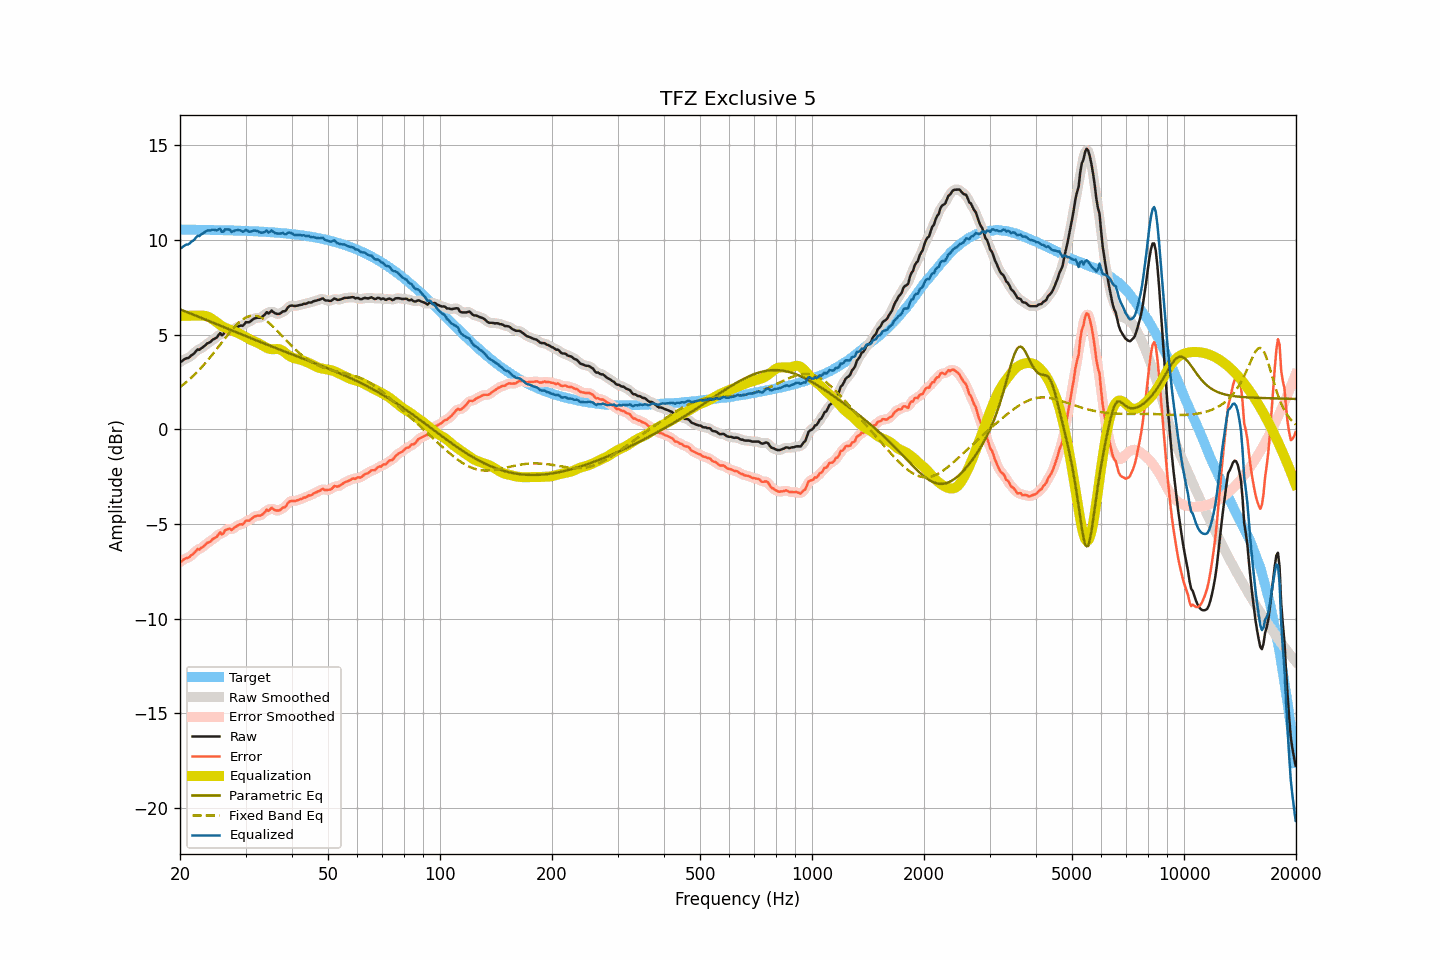 TFZ Exclusive 5
Amplitude (dBr)
15
10
5
0
−5
−10
−15
−20
Target
Raw Smoothed
Error Smoothed
Raw
Error
Equalization
Parametric Eq
Fixed Band Eq
Equalized
20 50 100 200 500 1000 2000 5000 10000 20000
Frequency (Hz)